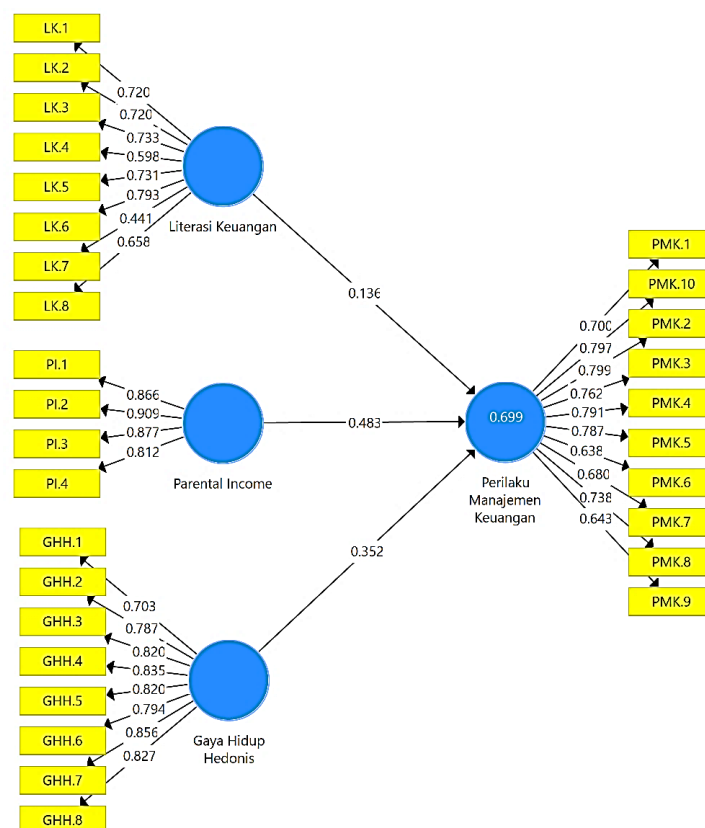 LK.1
LK.2
LK.3
LK.4
LK.5
LK.6
LK.7
LK.8
0.720
0.720
0.733
0.598
0.731
0.793
0.441
0.658
Literasi Keuangan
0.136
PI.1
PI.2
PI.3
PI.4
0.866
0.909
0.877
0.812
Parental Income
0.483
GHH.1
GHH.2
GHH.3
GHH.4
GHH.5
GHH.6
GHH.7
GHH.8
0.703
0.787
0.820
0.835
0.820
0.794
0.856
0.827
Gaya Hidup
Hedonis
0.352
0.699
Perilaku
Manajemen
Keuangan
0.700
0.797
0.799
0.762
0.791
0.787
0.638
0.680
0.738
0.643
PMK.1
PMK.10
PMK.2
PMK.3
PMK.4
PMK.5
PMK.6
PMK.7
PMK.8
PMK.9